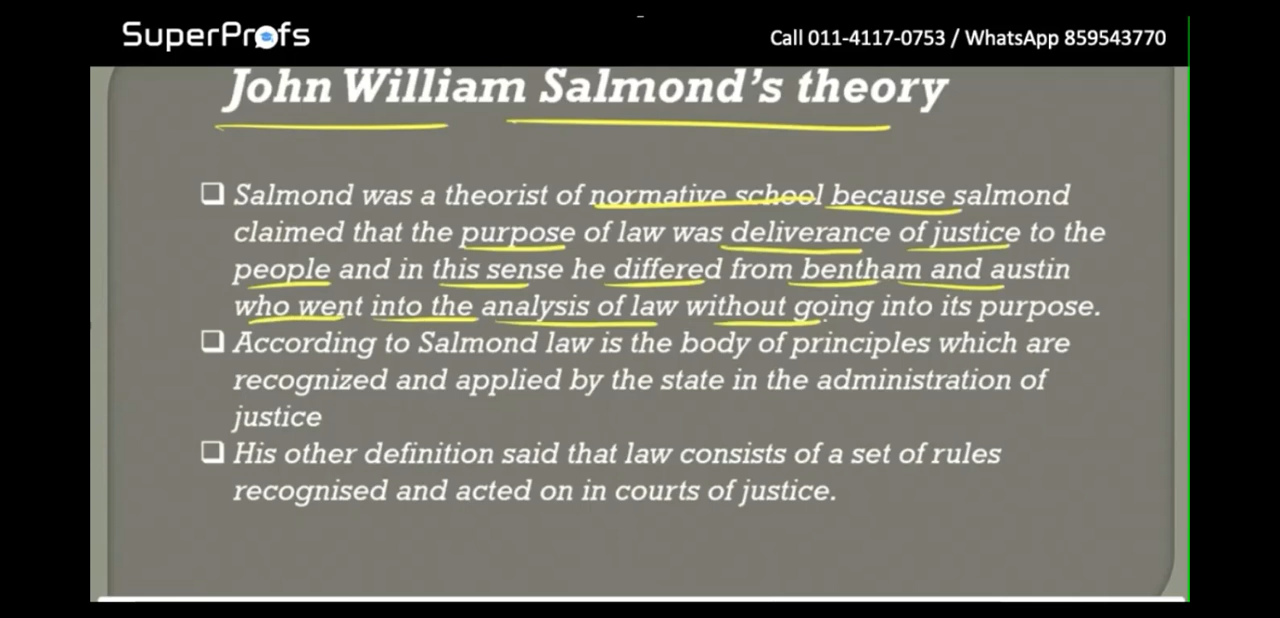 SuperProfs
Call 011-4117-0753 / WhatsApp 859543770
John William Salmond's theory
❑ Salmond was a theorist of normative school because salmond
claimed that the purpose of law was deliverance of justice to the
people and in this sense he differed from bentham and austin
who went into the analysis of law without going into its purpose.
❑ According to Salmond law is the body of principles which are
recognized and applied by the state in the administration of
justice
❑ His other definition said that law consists of a set of rules
recognised and acted on in courts of justice.